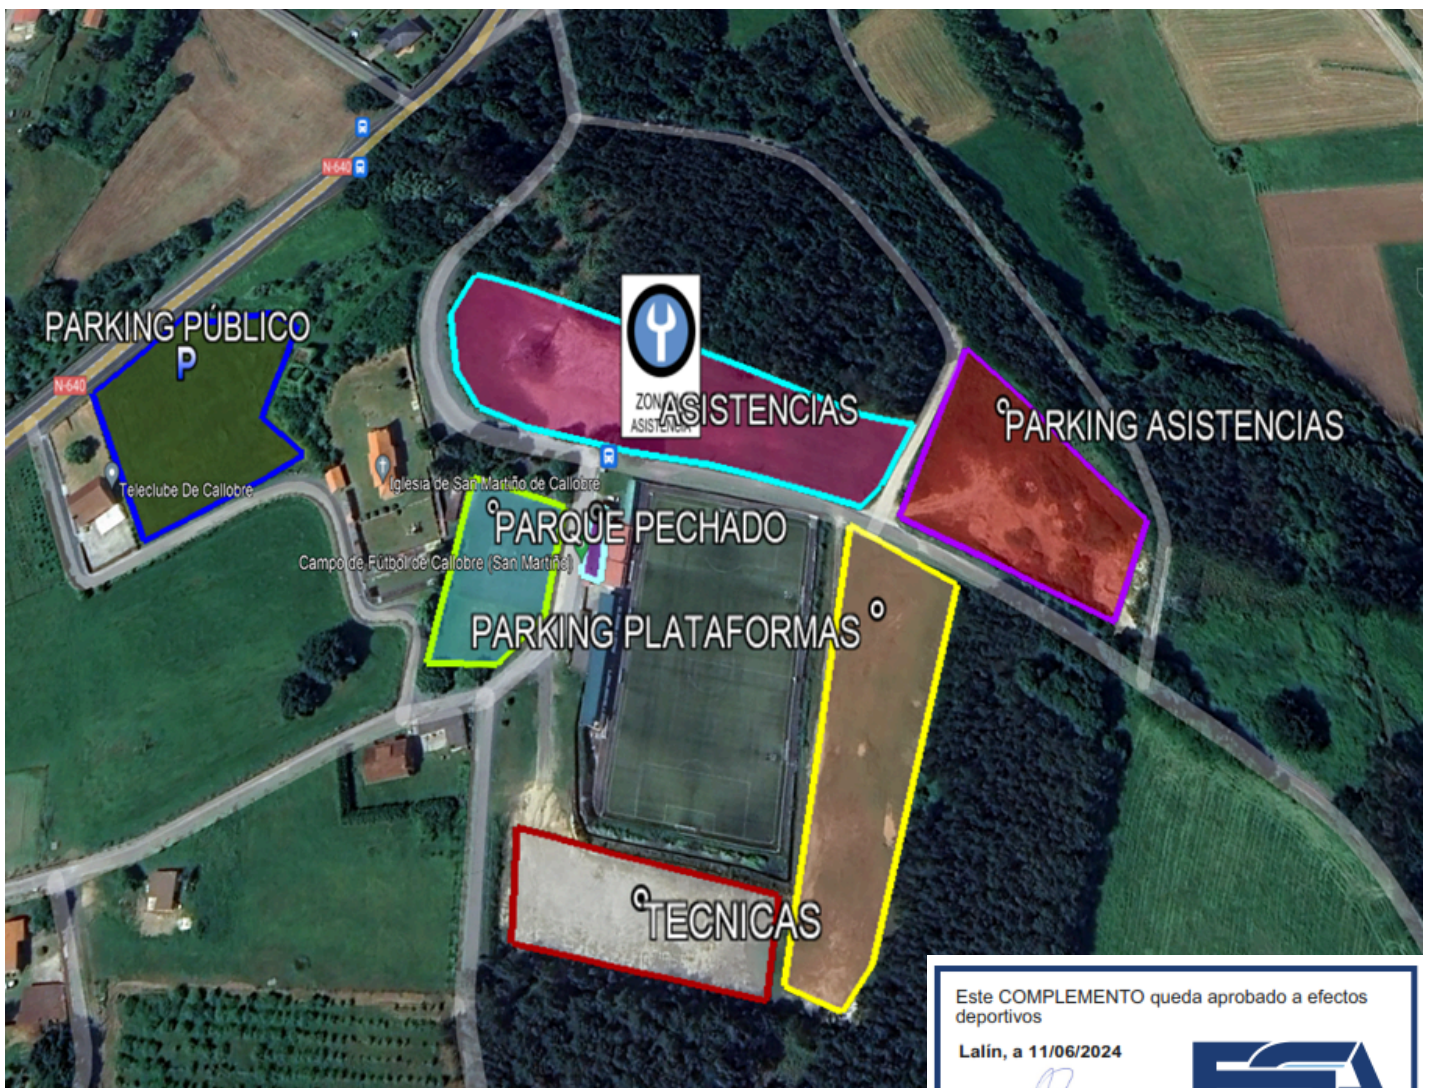 N-640
PARKING PÚBLICO
P
N-640
Teleclube De Callobre
ZONA
ASISTENCIA
ASISTENCIAS
PARKING ASISTENCIAS
Iglesia de San Martiño de Callobre
PARQUE PECHADO
Campo de Fútbol de Callobre (San Martiño)
PARKING PLATAFORMAS
TECNICAS
Este COMPLEMENTO queda aprobado a efectos
deportivos
Lalín, a 11/06/2024